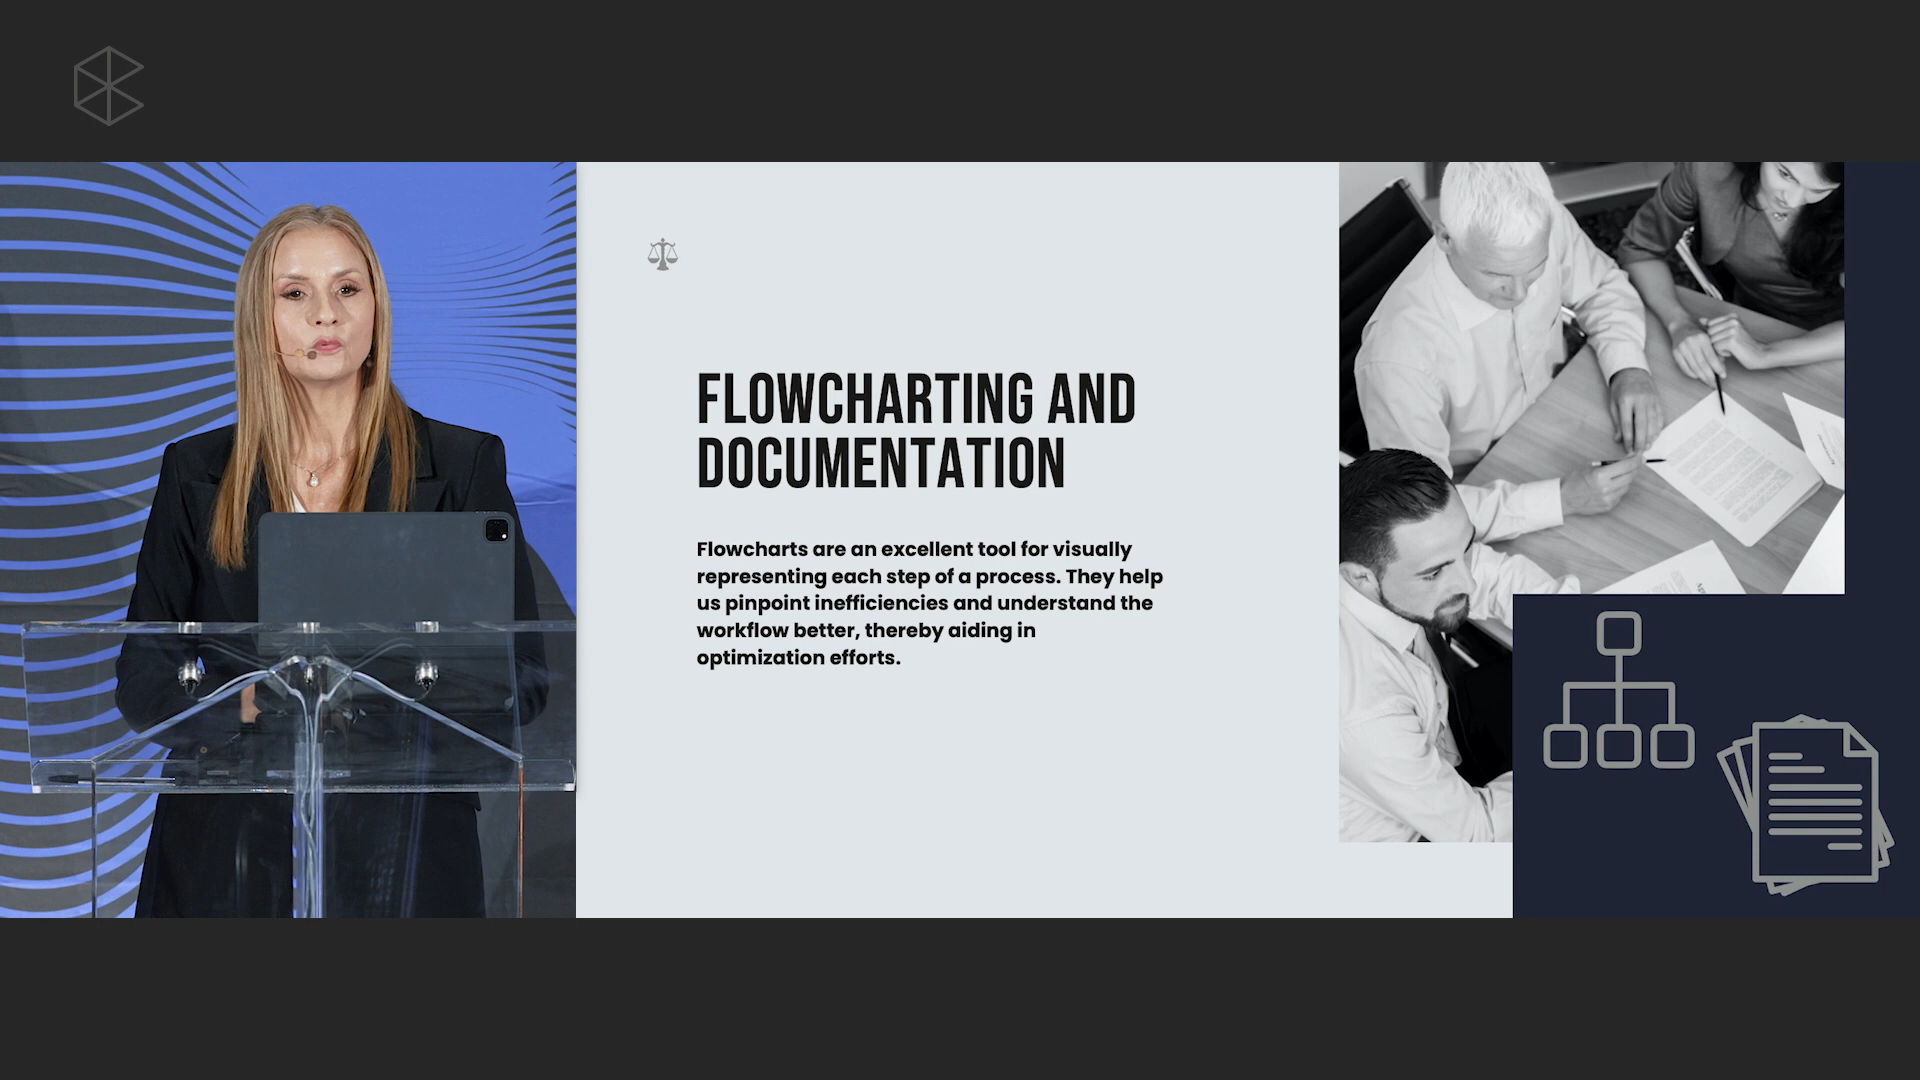 FLOWCHARTING AND
DOCUMENTATION
Flowcharts are an excellent tool for visually
representing each step of a process. They help
us pinpoint inefficiencies and understand the
workflow better, thereby aiding in
optimization efforts.